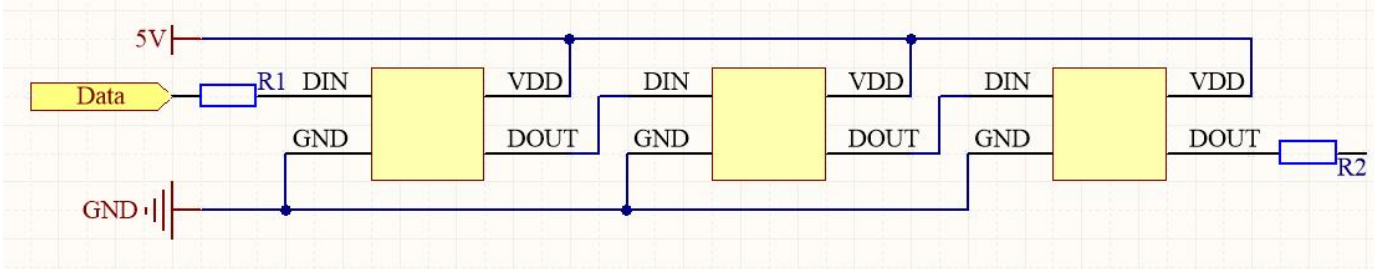 5V
Data
R1
DIN
VDD
DIN
VDD
DIN
VDD
GND
DOUT
GND
DOUT
GND
DOUT
R2
GND